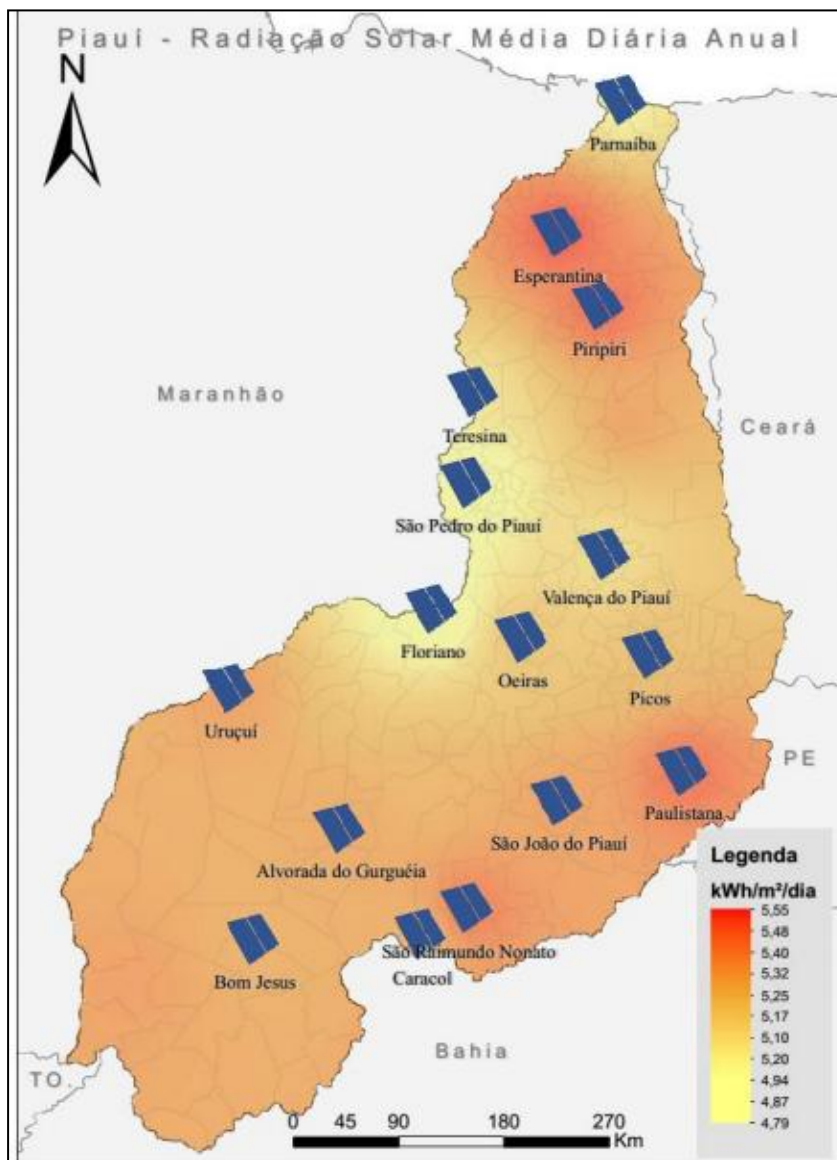 Piauí - Radiação Solar Média Diária Anual
N
Parnaíba
Esperantina
Piripiri
Maranhão
Ceará
Teresina
São Pedro do Piauí
Valença do Piauí
Floriano
Oeiras
Picos
Uruçuí
PE
Paulistana
São João do Piauí
Alvorada do Gurguéia
São Raimundo Nonato
Caracol
Bom Jesus
Bahia
TO.
Legenda
kWh/m²/dia
5,55
5,48
5,40
5,32
5,25
5,17
5,10
5,20
4,94
4,87
4,79
0 45 90 180 270
Km